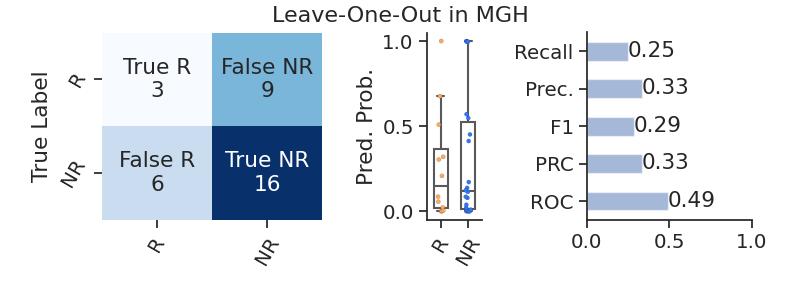 Leave-One-Out in MGH
True Label
R
NR
True R
3
False NR
9
False R
6
True NR
16
R
NR
Pred. Prob.
1.0
0.5
0.0
R
NR
Recall
0.25
Prec.
0.33
F1
0.29
PRC
0.33
ROC
0.49
0.0
0.5
1.0